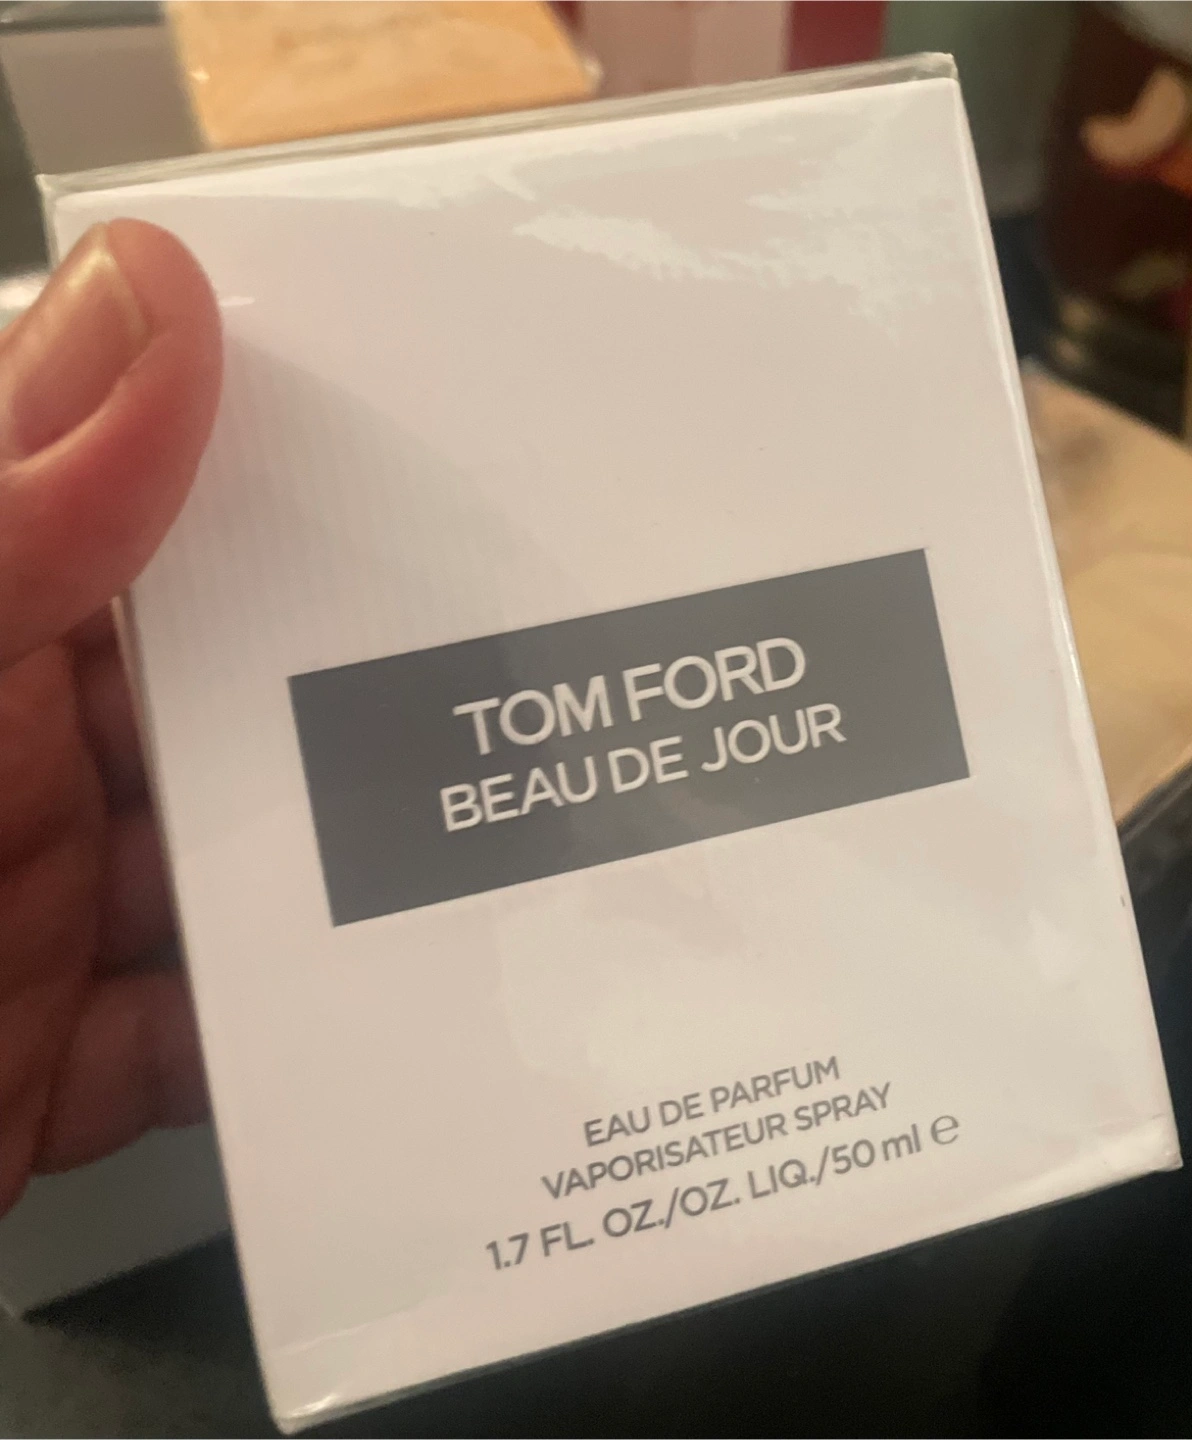 TOM FORD
BEAU DE JOUR
EAU DE PARFUM
VAPORISATEUR SPRAY
1.7 FL. OZ./OZ. LIQ./50 ml ℮